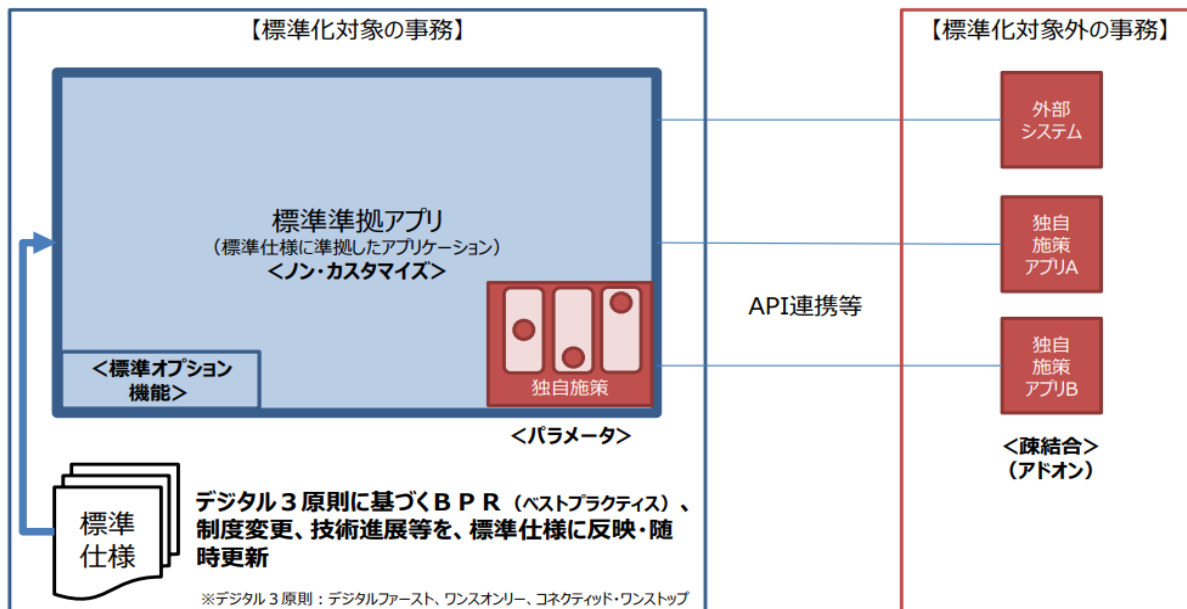 【標準化対象の事務】
標準準拠アプリ
（標準仕様に準拠したアプリケーション）
＜ノン・カスタマイズ＞
＜標準オプション
機能＞
独自施策
＜パラメータ＞
標準
仕様
デジタル３原則に基づくＢＰＲ（ベストプラクティス）、
制度変更、技術進展等を、標準仕様に反映・随
時更新
※デジタル３原則：デジタルファースト、ワンスオンリー、コネクティッド・ワンストップ
API連携等
【標準化対象外の事務】
外部
システム
独自
施策
アプリA
独自
施策
アプリB
＜疎結合＞
（アドオン）